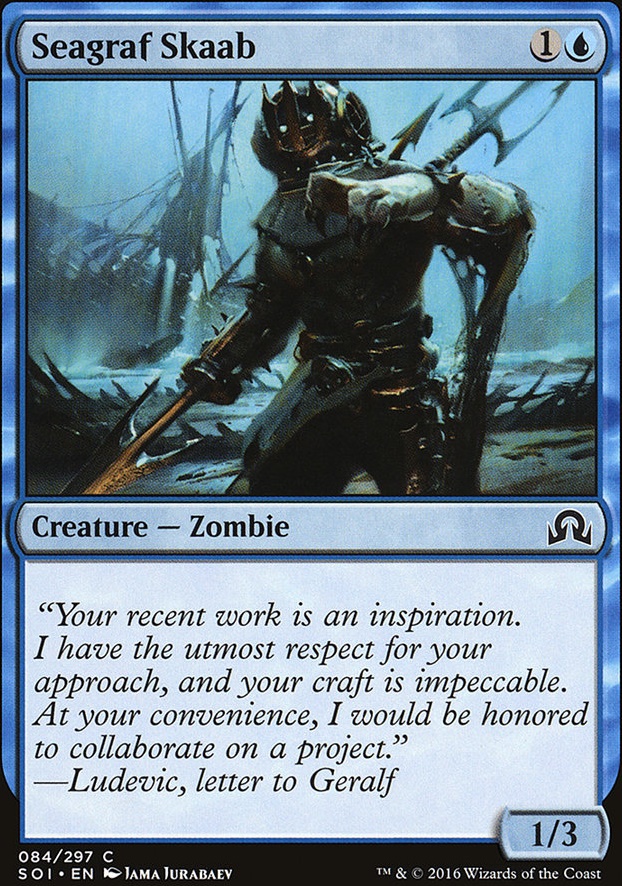 Seagraf Skaab
1
Creature — Zombie
“Your recent work is an inspiration.
I have the utmost respect for your
approach, and your craft is impeccable.
At your convenience, I would be honored
to collaborate on a project.”
—Ludevic, letter to Geralf
1/3
084/297 C
SOI • EN Jama Jurabaev
™ & © 2016 Wizards of the Coast